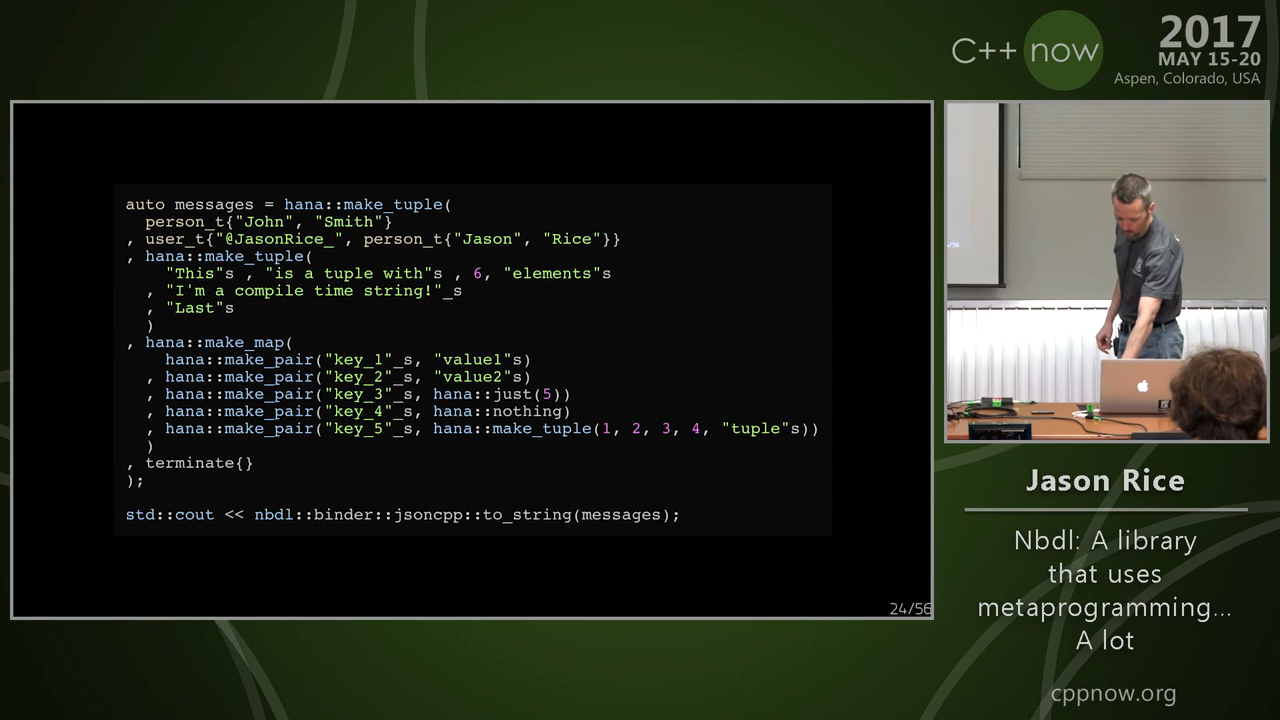 C++ now
2017
MAY 15-20
Aspen, Colorado, USA
auto messages = hana::make_tuple(
  person_t{"John", "Smith"}
, user_t{"@JasonRice_", person_t{"Jason", "Rice"}}
, hana::make_tuple(
    "This"s , "is a tuple with"s , 6, "elements"s
  , "I'm a compile time string!"_s
  , "Last"s
  )
, hana::make_map(
    hana::make_pair("key_1"_s, "value1"s)
  , hana::make_pair("key_2"_s, "value2"s)
  , hana::make_pair("key_3"_s, hana::just(5))
  , hana::make_pair("key_4"_s, hana::nothing)
  , hana::make_pair("key_5"_s, hana::make_tuple(1, 2, 3, 4, "tuple"s))
  )
, terminate{}
);
std::cout << nbdl::binder::jsoncpp::to_string(messages);
24/56
Jason Rice
Nbdl: A library
that uses
metaprogramming...
A lot
cppnow.org